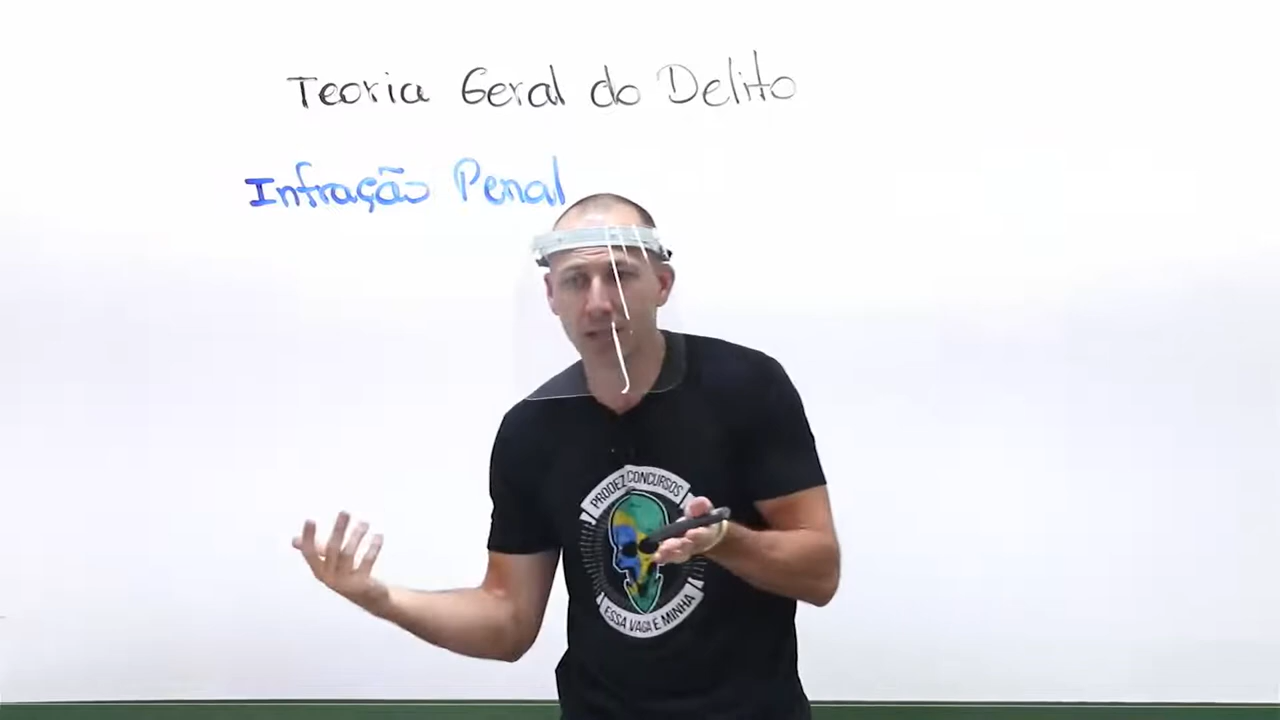 Teoria Geral do Delito
Infração Penal
PRODEZ CONCURSOS
ESSA VAGA É MINHA